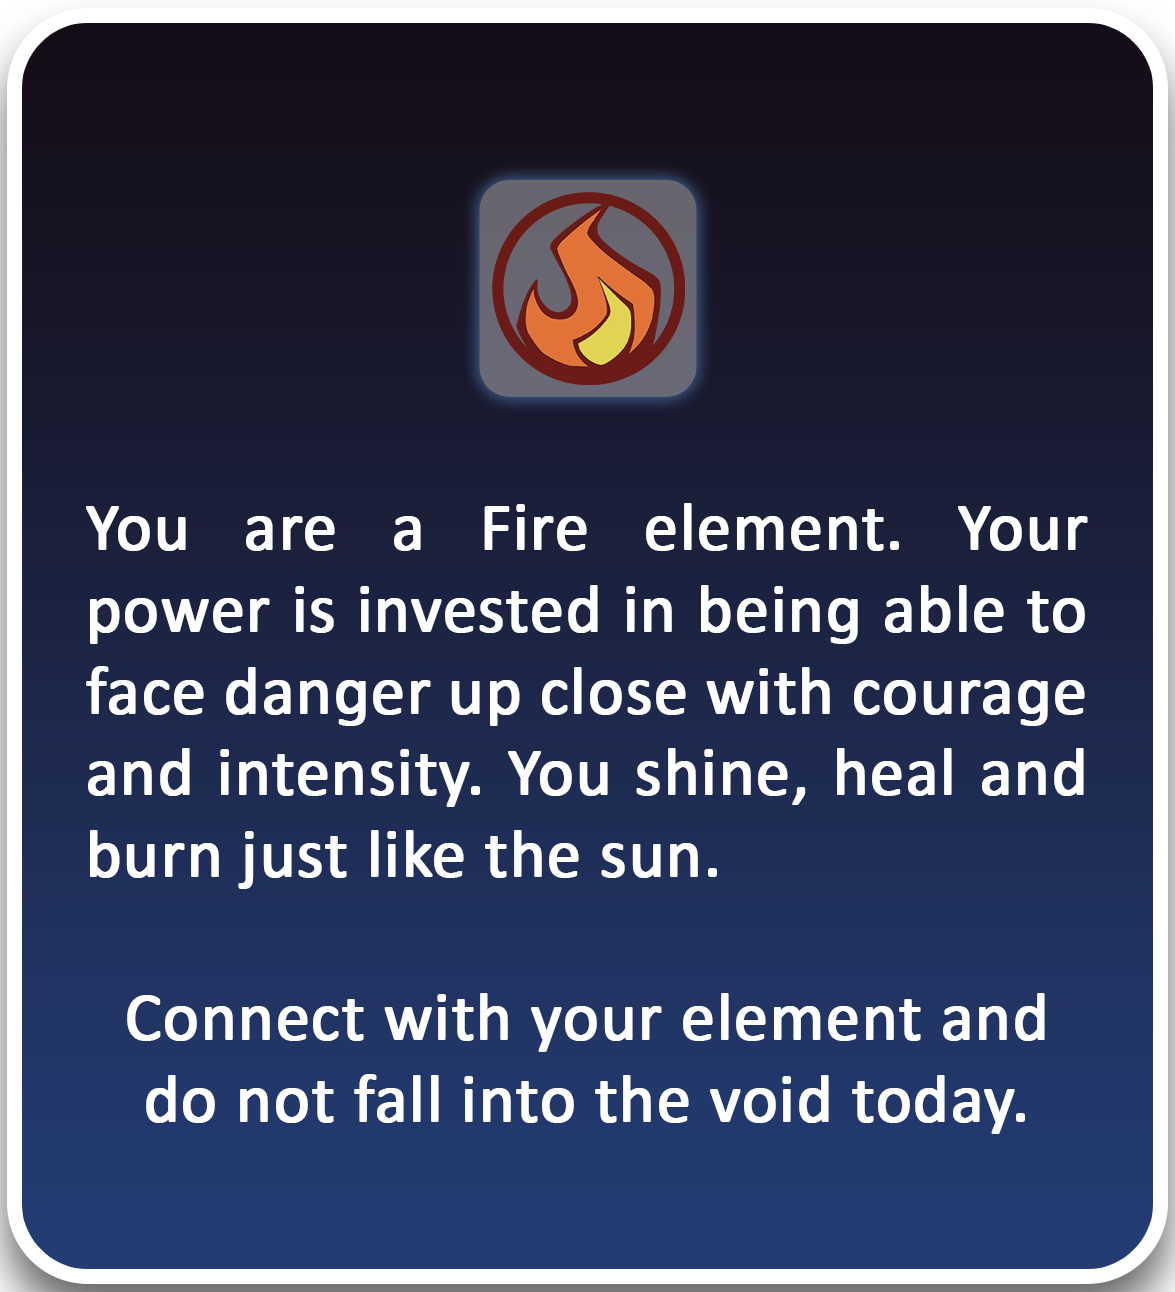 You are a Fire element. Your
power is invested in being able to
face danger up close with courage
and intensity. You shine, heal and
burn just like the sun.
Connect with your element and
do not fall into the void today.